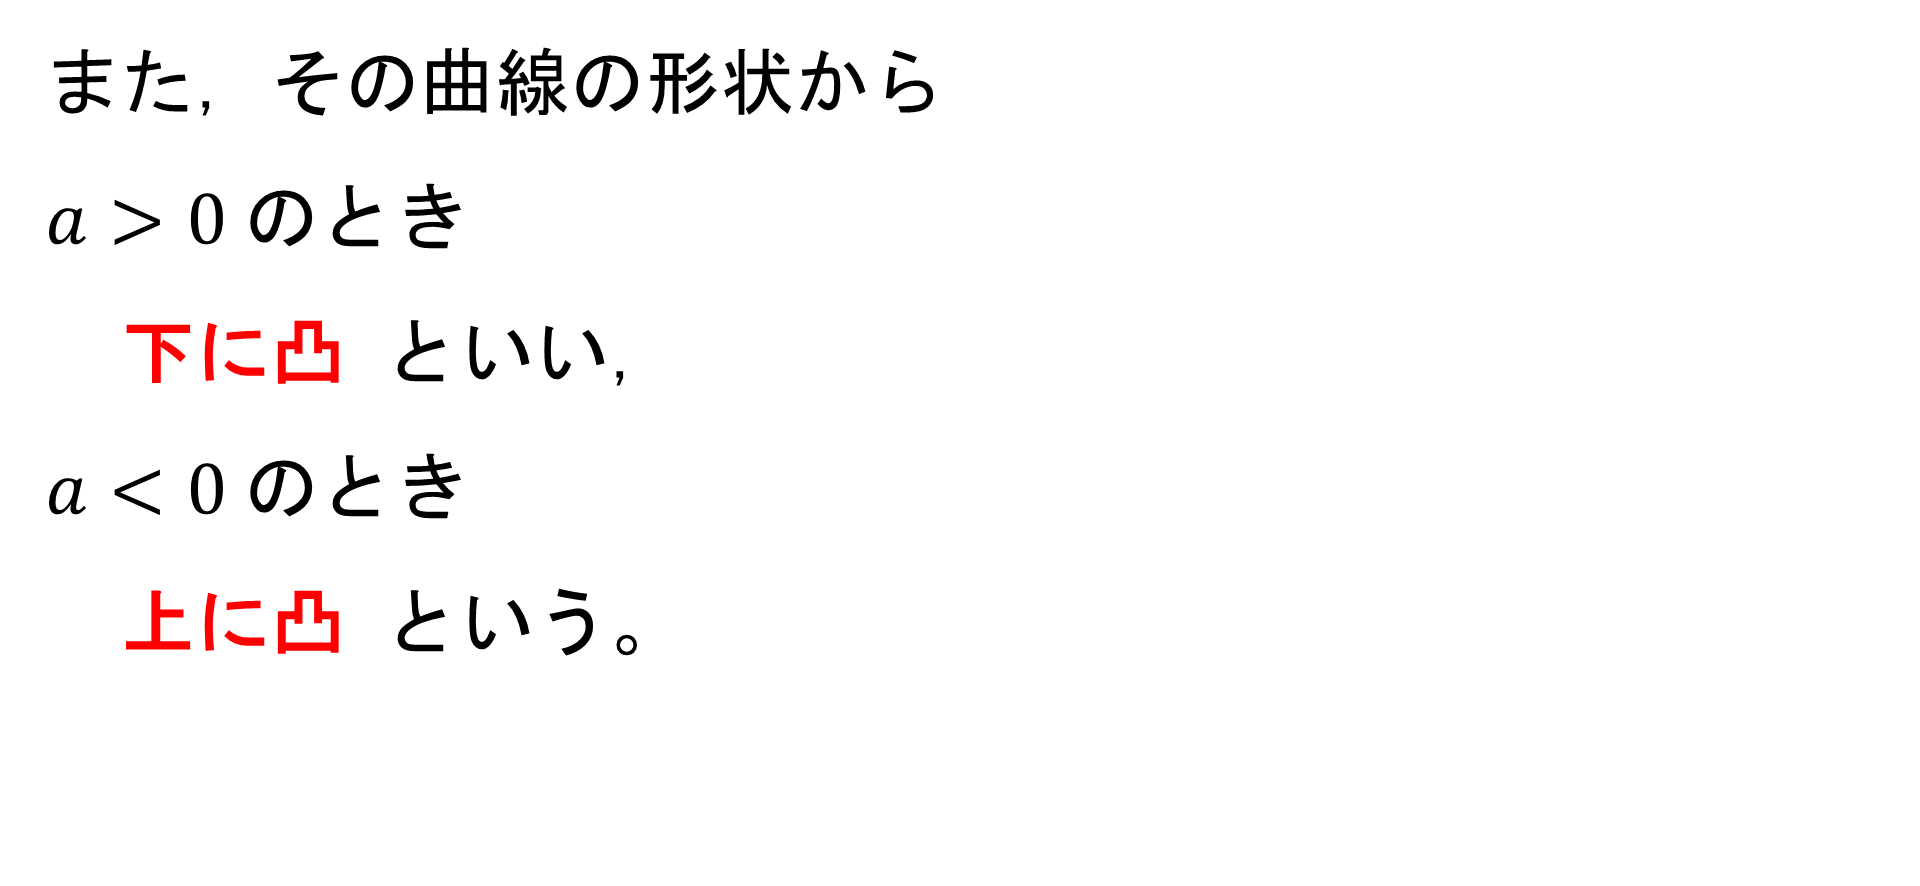 また, その曲線の形状から
a > 0 のとき
下に凸 といい,
a < 0 のとき
上に凸 という。